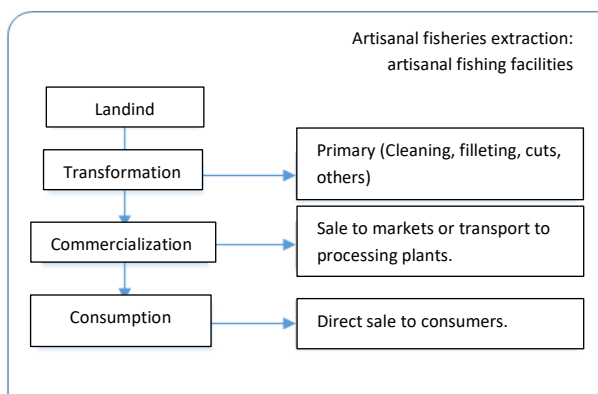 Artisanal fisheries extraction:
artisanal fishing facilities
Landind
Transformation
Primary (Cleaning, filleting, cuts,
others)
Commercialization
Sale to markets or transport to
processing plants.
Consumption
Direct sale to consumers.